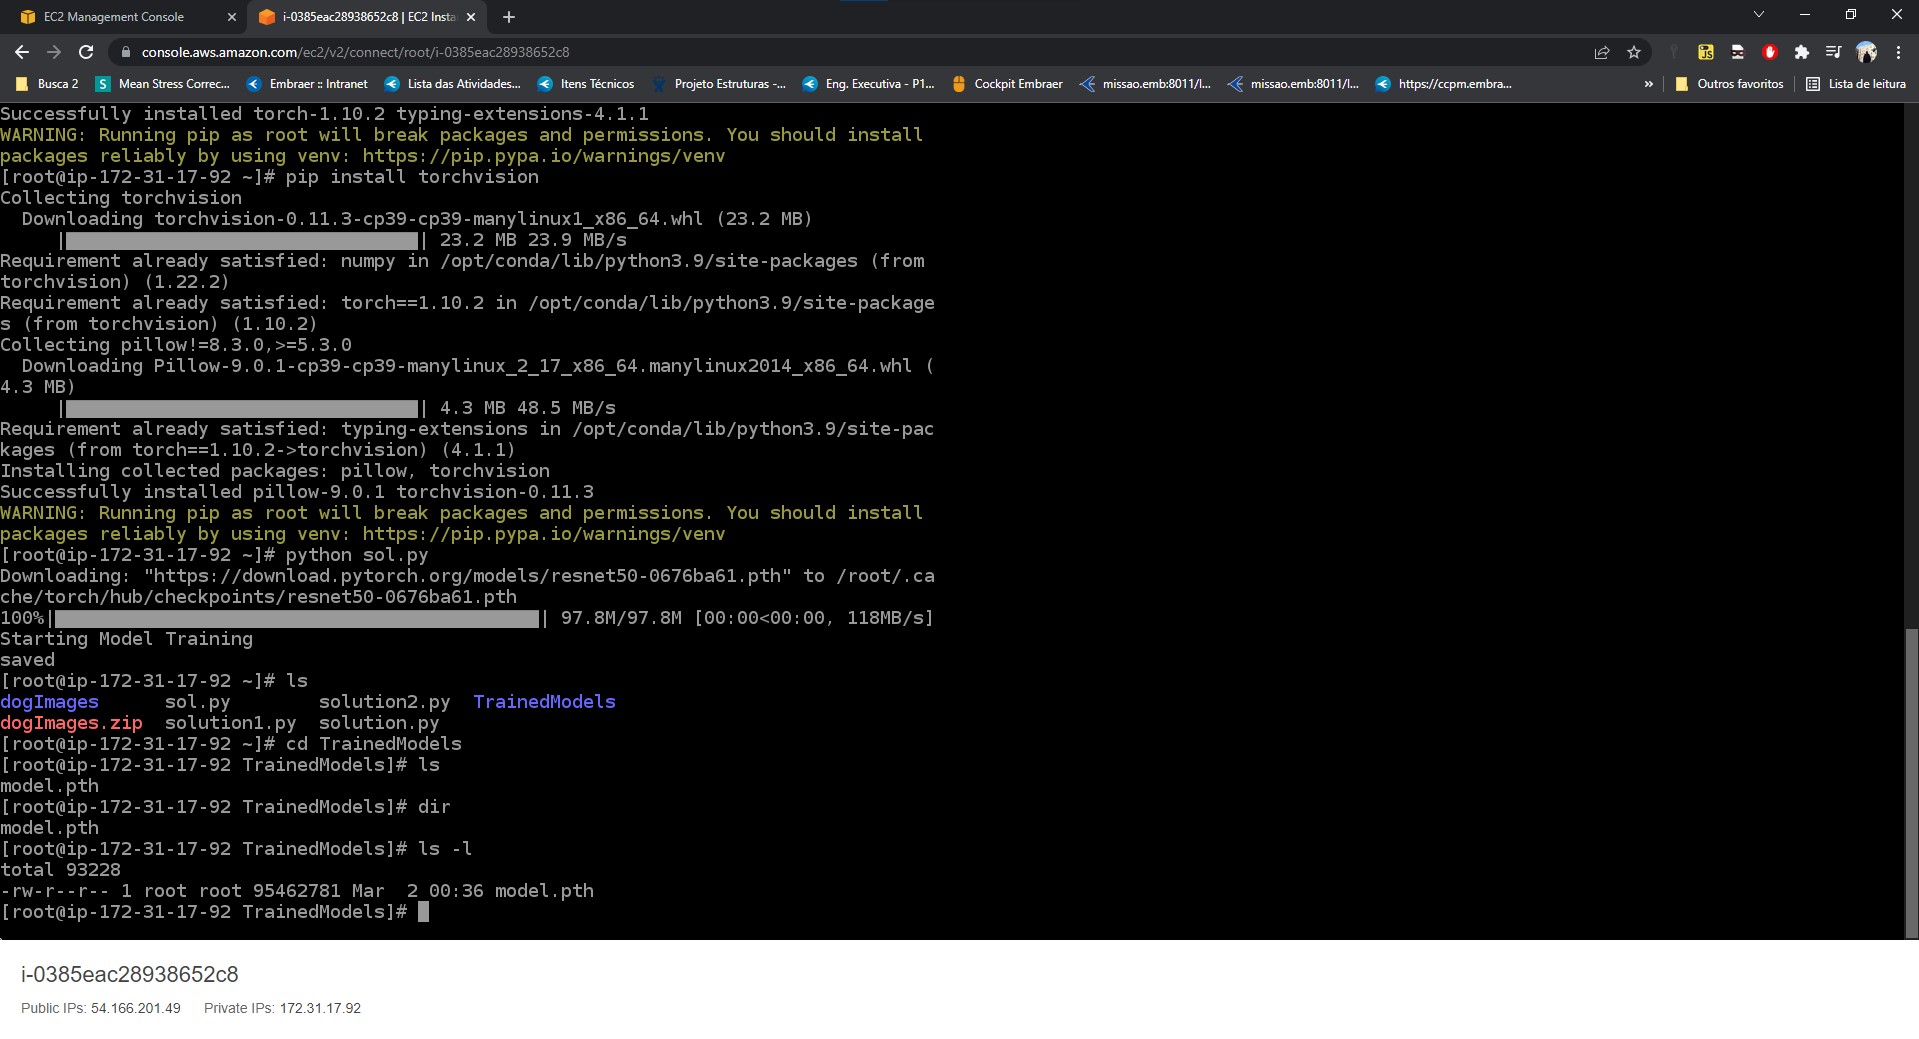 EC2 Management Console
i-0385eac28938652c8 | EC2 Insta
console.aws.amazon.com/ec2/v2/connect/root/i-0385eac28938652c8
Busca 2
Mean Stress Correc...
Embraer :: Intranet
Lista das Atividades...
Itens Técnicos
Projeto Estruturas -...
Eng. Executiva - P1...
Cockpit Embraer
missao.emb:8011/l...
missao.emb:8011/l...
https://ccpm.embra...
»
Outros favoritos
Lista de leitura
Successfully installed torch-1.10.2 typing-extensions-4.1.1
WARNING: Running pip as root will break packages and permissions. You should install
packages reliably by using venv: https://pip.pypa.io/warnings/venv
[root@ip-172-31-17-92 ~]# pip install torchvision
Collecting torchvision
  Downloading torchvision-0.11.3-cp39-cp39-manylinux1_x86_64.whl (23.2 MB)
| | 23.2 MB 23.9 MB/s
Requirement already satisfied: numpy in /opt/conda/lib/python3.9/site-packages (from
torchvision) (1.22.2)
Requirement already satisfied: torch==1.10.2 in /opt/conda/lib/python3.9/site-package
s (from torchvision) (1.10.2)
Collecting pillow!=8.3.0,>=5.3.0
  Downloading Pillow-9.0.1-cp39-cp39-manylinux_2_17_x86_64.manylinux2014_x86_64.whl (
4.3 MB)
| | 4.3 MB 48.5 MB/s
Requirement already satisfied: typing-extensions in /opt/conda/lib/python3.9/site-pac
kages (from torch==1.10.2->torchvision) (4.1.1)
Installing collected packages: pillow, torchvision
Successfully installed pillow-9.0.1 torchvision-0.11.3
WARNING: Running pip as root will break packages and permissions. You should install
packages reliably by using venv: https://pip.pypa.io/warnings/venv
[root@ip-172-31-17-92 ~]# python sol.py
Downloading: "https://download.pytorch.org/models/resnet50-0676ba61.pth" to /root/.ca
che/torch/hub/checkpoints/resnet50-0676ba61.pth
100%| | 97.8M/97.8M [00:00<00:00, 118MB/s]
Starting Model Training
saved
[root@ip-172-31-17-92 ~]# ls
dogImages sol.py solution2.py TrainedModels
dogImages.zip solution1.py solution.py
[root@ip-172-31-17-92 ~]# cd TrainedModels
[root@ip-172-31-17-92 TrainedModels]# ls
model.pth
[root@ip-172-31-17-92 TrainedModels]# dir
model.pth
[root@ip-172-31-17-92 TrainedModels]# ls -l
total 93228
-rw-r--r-- 1 root root 95462781 Mar  2 00:36 model.pth
[root@ip-172-31-17-92 TrainedModels]#
i-0385eac28938652c8
Public IPs: 54.166.201.49 Private IPs: 172.31.17.92